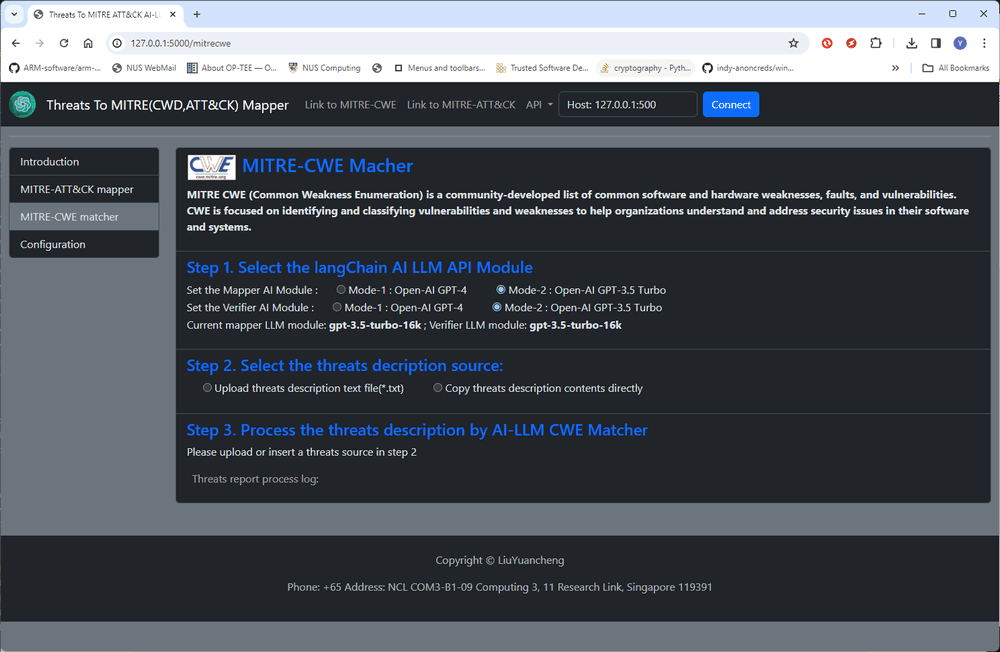 Threats To MITRE ATT&CK AI-L
127.0.0.1:5000/mitrecwe
ARM-software/arm-...
NUS WebMail
About OP-TEE — O...
NUS Computing
Menus and toolbars...
Trusted Software De...
cryptography - Pyth...
indy-anoncreds/win...
All Bookmarks
Threats To MITRE(CWD,ATT&CK) Mapper
Link to MITRE-CWE
Link to MITRE-ATT&CK
API
Host: 127.0.0.1:500
Connect
Introduction
MITRE-ATT&CK mapper
MITRE-CWE matcher
Configuration
CWE
cwe.mitre.org
MITRE-CWE Macher
MITRE CWE (Common Weakness Enumeration) is a community-developed list of common software and hardware weaknesses, faults, and vulnerabilities.
CWE is focused on identifying and classifying vulnerabilities and weaknesses to help organizations understand and address security issues in their software
and systems.
Step 1. Select the langChain AI LLM API Module
Set the Mapper AI Module : Mode-1 : Open-AI GPT-4 Mode-2 : Open-AI GPT-3.5 Turbo
Set the Verifier AI Module : Mode-1 : Open-AI GPT-4 Mode-2 : Open-AI GPT-3.5 Turbo
Current mapper LLM module: gpt-3.5-turbo-16k ; Verifier LLM module: gpt-3.5-turbo-16k
Step 2. Select the threats decription source:
Upload threats description text file(*.txt) Copy threats description contents directly
Step 3. Process the threats description by AI-LLM CWE Matcher
Please upload or insert a threats source in step 2
Threats report process log:
Copyright © LiuYuancheng
Phone: +65 Address: NCL COM3-B1-09 Computing 3, 11 Research Link, Singapore 119391